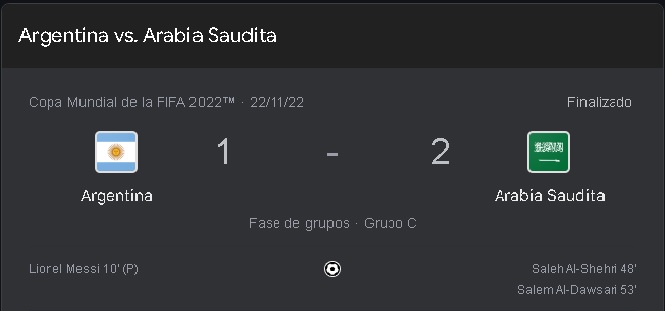 Argentina vs. Arabia Saudita
Copa Mundial de la FIFA 2022™ · 22/11/22 Finalizado
1 - 2
Argentina Arabia Saudita
Fase de grupos · Grupo C
Lionel Messi 10' (P) Saleh Al-Shehri 48'
Salem Al-Dawsari 53'